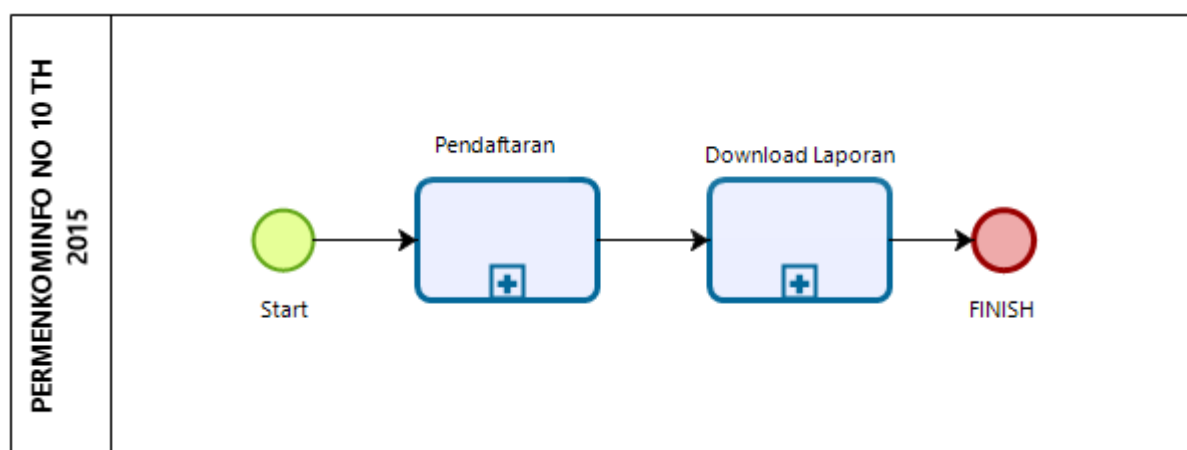 PERMENKOMINFO NO 10 TH
2015
Pendaftaran
Download Laporan
Start
FINISH